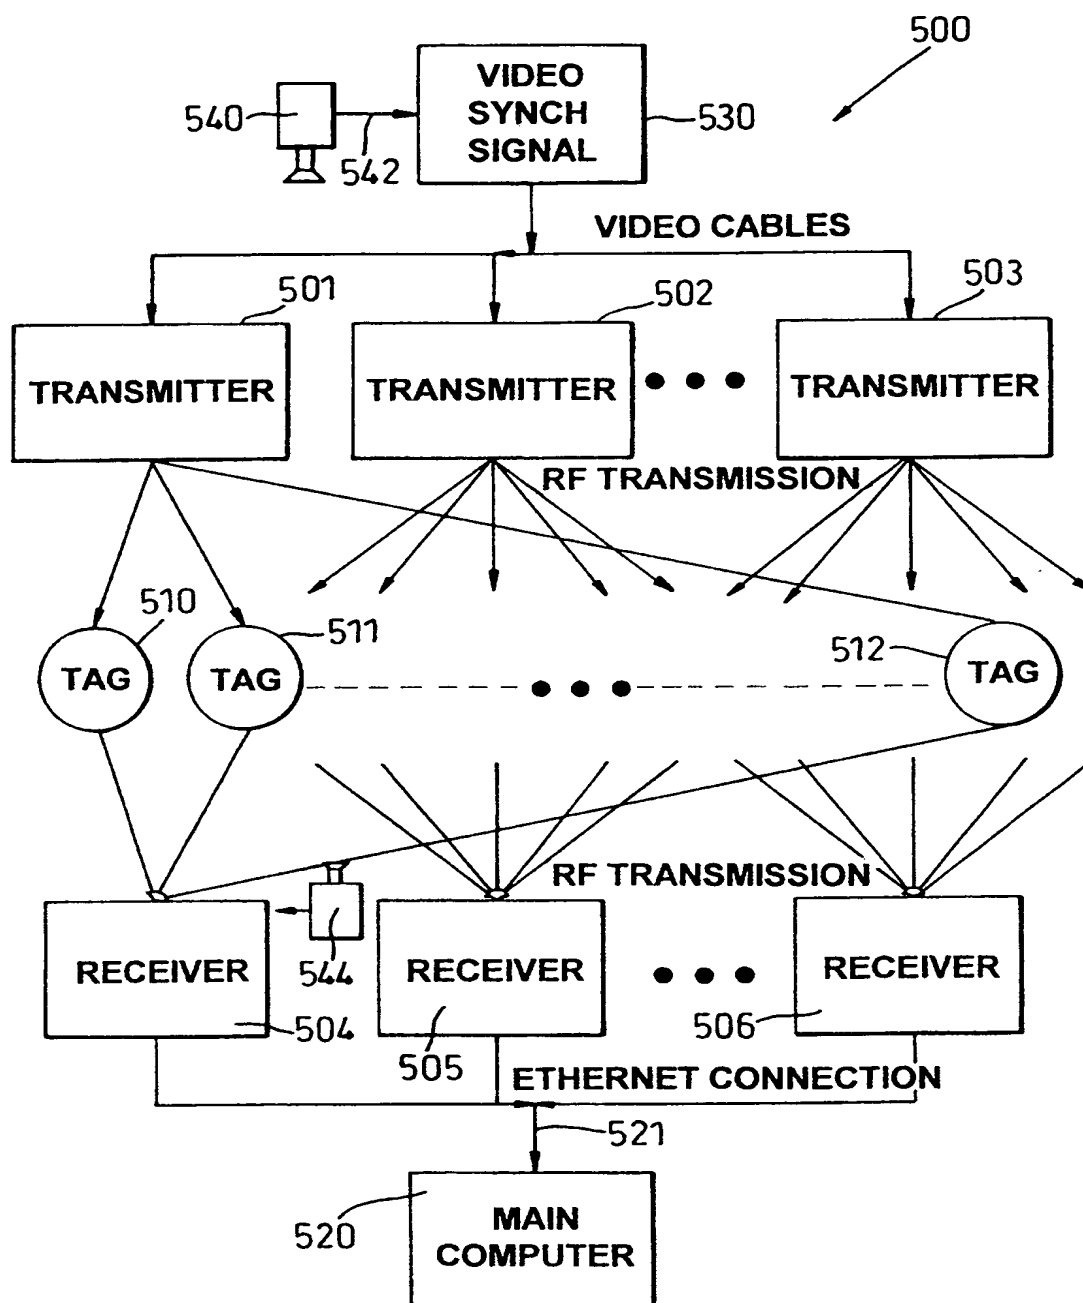 500
VIDEO
SYNCH
SIGNAL
540
542
530
VIDEO CABLES
501
502
503
TRANSMITTER
TRANSMITTER
TRANSMITTER
RF TRANSMISSION
510
511
512
TAG
TAG
TAG
RF TRANSMISSION
RECEIVER
544
RECEIVER
RECEIVER
504
505
506
ETHERNET CONNECTION
521
520
MAIN
COMPUTER